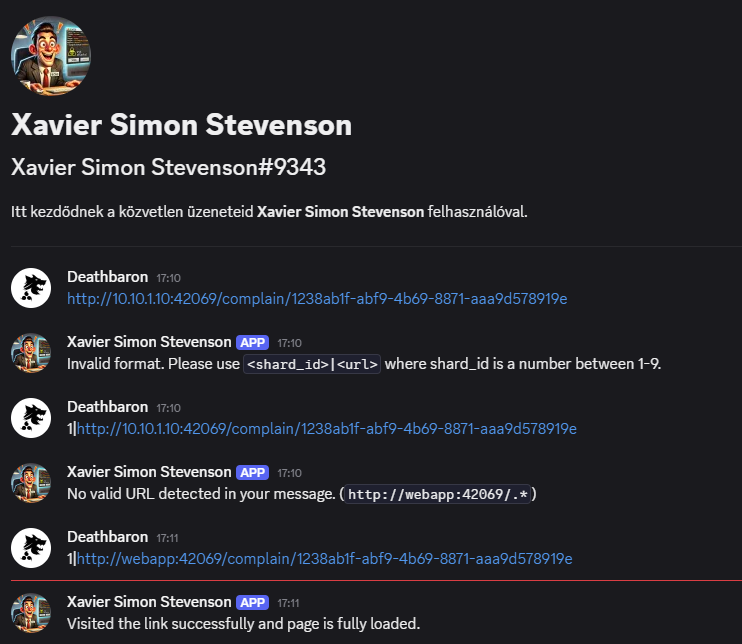 Xavier Simon Stevenson
Xavier Simon Stevenson#9343
Itt kezdődnek a közvetlen üzeneteid Xavier Simon Stevenson felhasználóval.
Deathbaron 17:10
http://10.10.1.10:42069/complain/1238ab1f-abf9-4b69-8871-aaa9d578919e
Xavier Simon Stevenson APP 17:10
Invalid format. Please use <shard_id>|<url> where shard_id is a number between 1-9.
Deathbaron 17:10
1|http://10.10.1.10:42069/complain/1238ab1f-abf9-4b69-8871-aaa9d578919e
Xavier Simon Stevenson APP 17:10
No valid URL detected in your message. (http://webapp:42069/.*)
Deathbaron 17:11
1|http://webapp:42069/complain/1238ab1f-abf9-4b69-8871-aaa9d578919e
Xavier Simon Stevenson APP 17:11
Visited the link successfully and page is fully loaded.